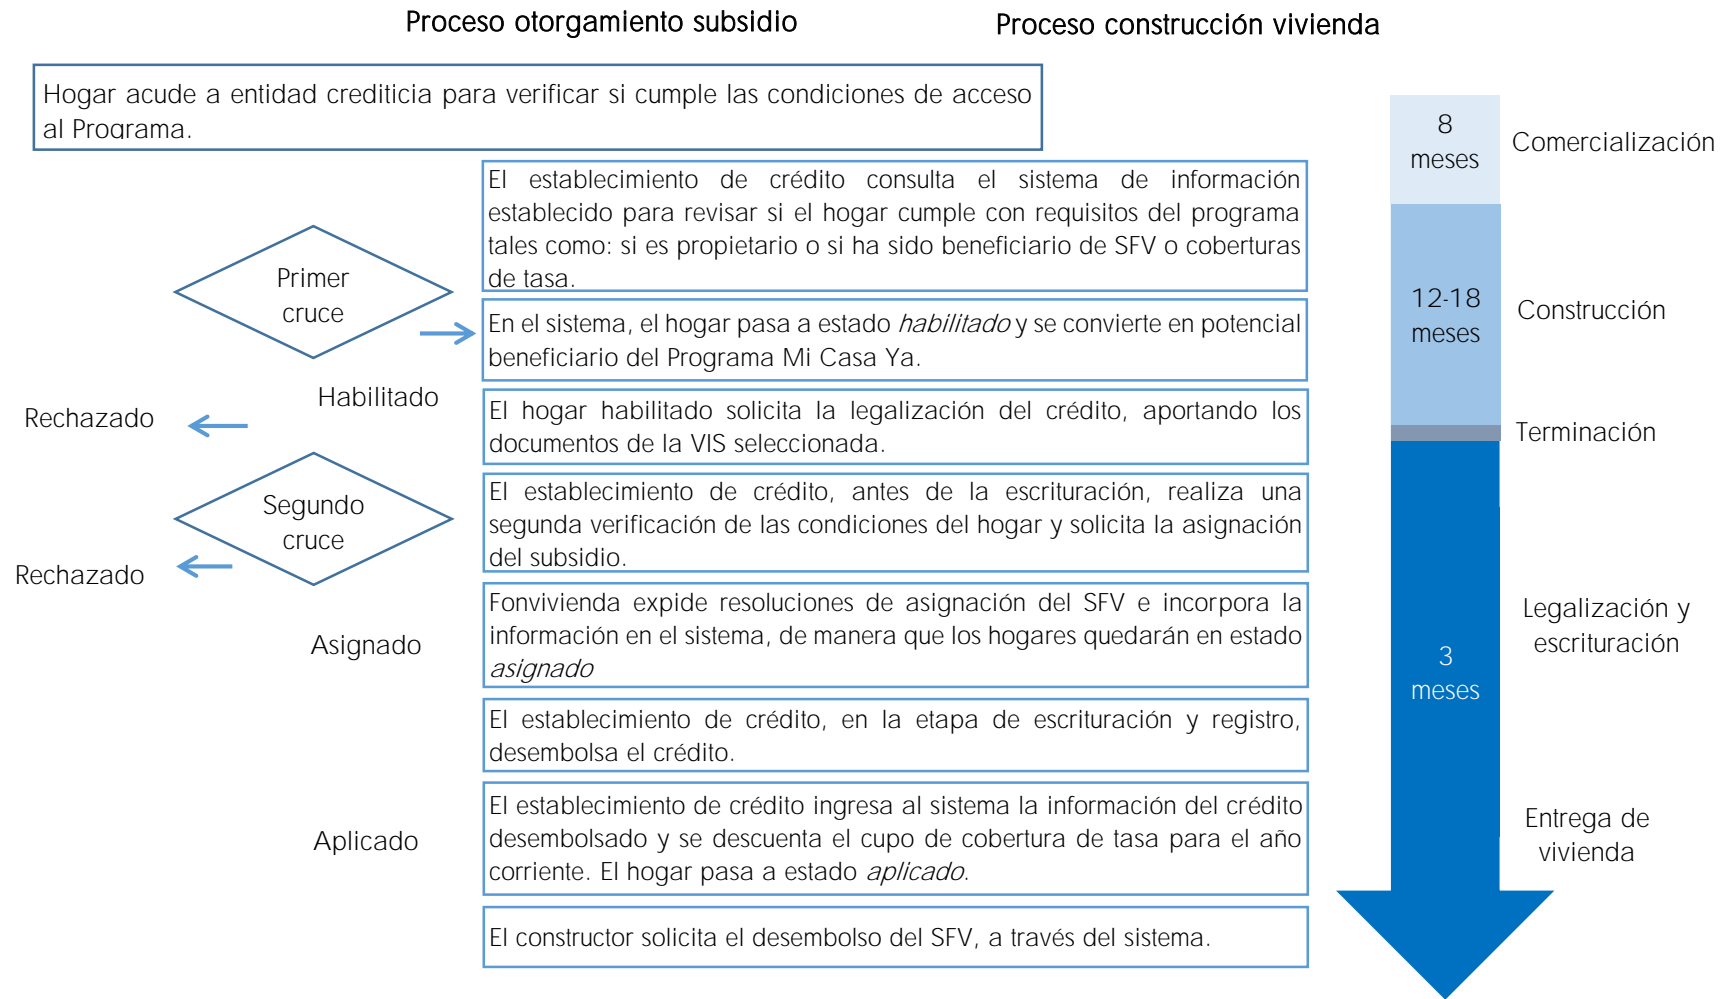 Proceso otorgamiento subsidio
Proceso construcción vivienda
Hogar acude a entidad crediticia para verificar si cumple las condiciones de acceso
al Programa.
El establecimiento de crédito consulta el sistema de información
establecido para revisar si el hogar cumple con requisitos del programa
tales como: si es propietario o si ha sido beneficiario de SFV o coberturas
de tasa.
Primer
cruce
En el sistema, el hogar pasa a estado habilitado y se convierte en potencial
beneficiario del Programa Mi Casa Ya.
Habilitado
Rechazado
El hogar habilitado solicita la legalización del crédito, aportando los
documentos de la VIS seleccionada.
Segundo
cruce
El establecimiento de crédito, antes de la escrituración, realiza una
segunda verificación de las condiciones del hogar y solicita la asignación
del subsidio.
Rechazado
Fonvivienda expide resoluciones de asignación del SFV e incorpora la
información en el sistema, de manera que los hogares quedarán en estado
asignado
Asignado
El establecimiento de crédito, en la etapa de escrituración y registro,
desembolsa el crédito.
El establecimiento de crédito ingresa al sistema la información del crédito
desembolsado y se descuenta el cupo de cobertura de tasa para el año
corriente. El hogar pasa a estado aplicado.
Aplicado
El constructor solicita el desembolso del SFV, a través del sistema.
8
meses
Comercialización
12-18
meses
Construcción
Terminación
3
meses
Legalización y
escrituración
Entrega de
vivienda